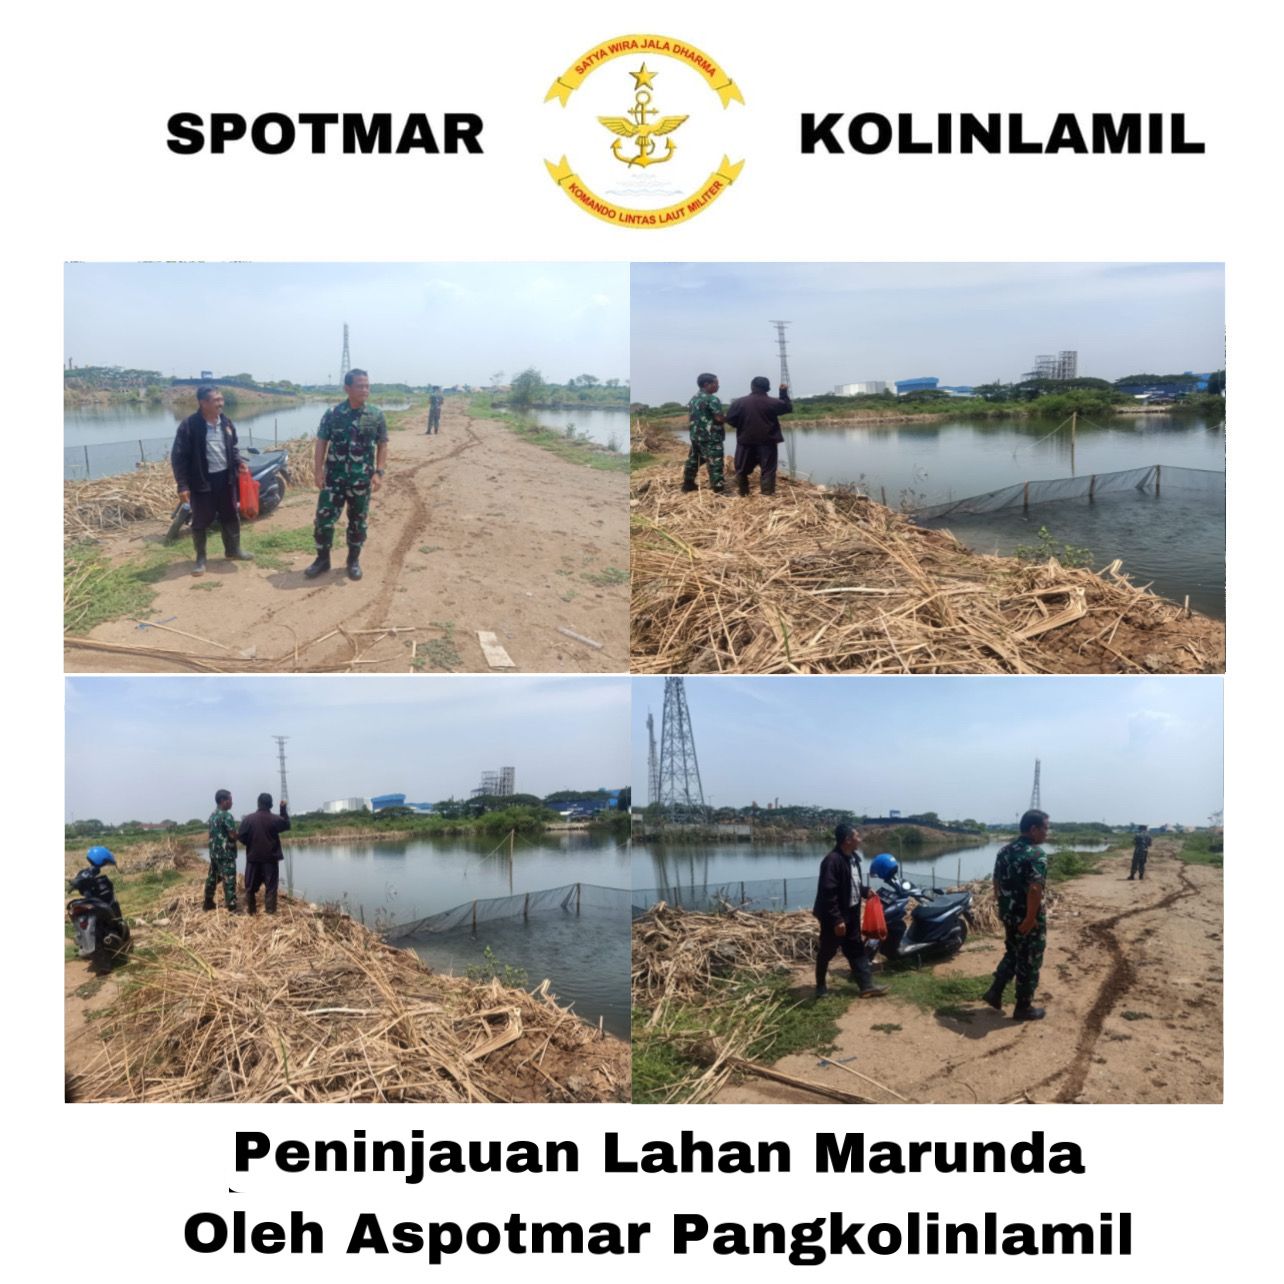 SPOTMAR
SATYA WIRA JALA DHARMA
KOMANDO LINTAS LAUT MILITER
KOLINLAMIL
Peninjauan Lahan Marunda
Oleh Aspotmar Pangkolinlamil